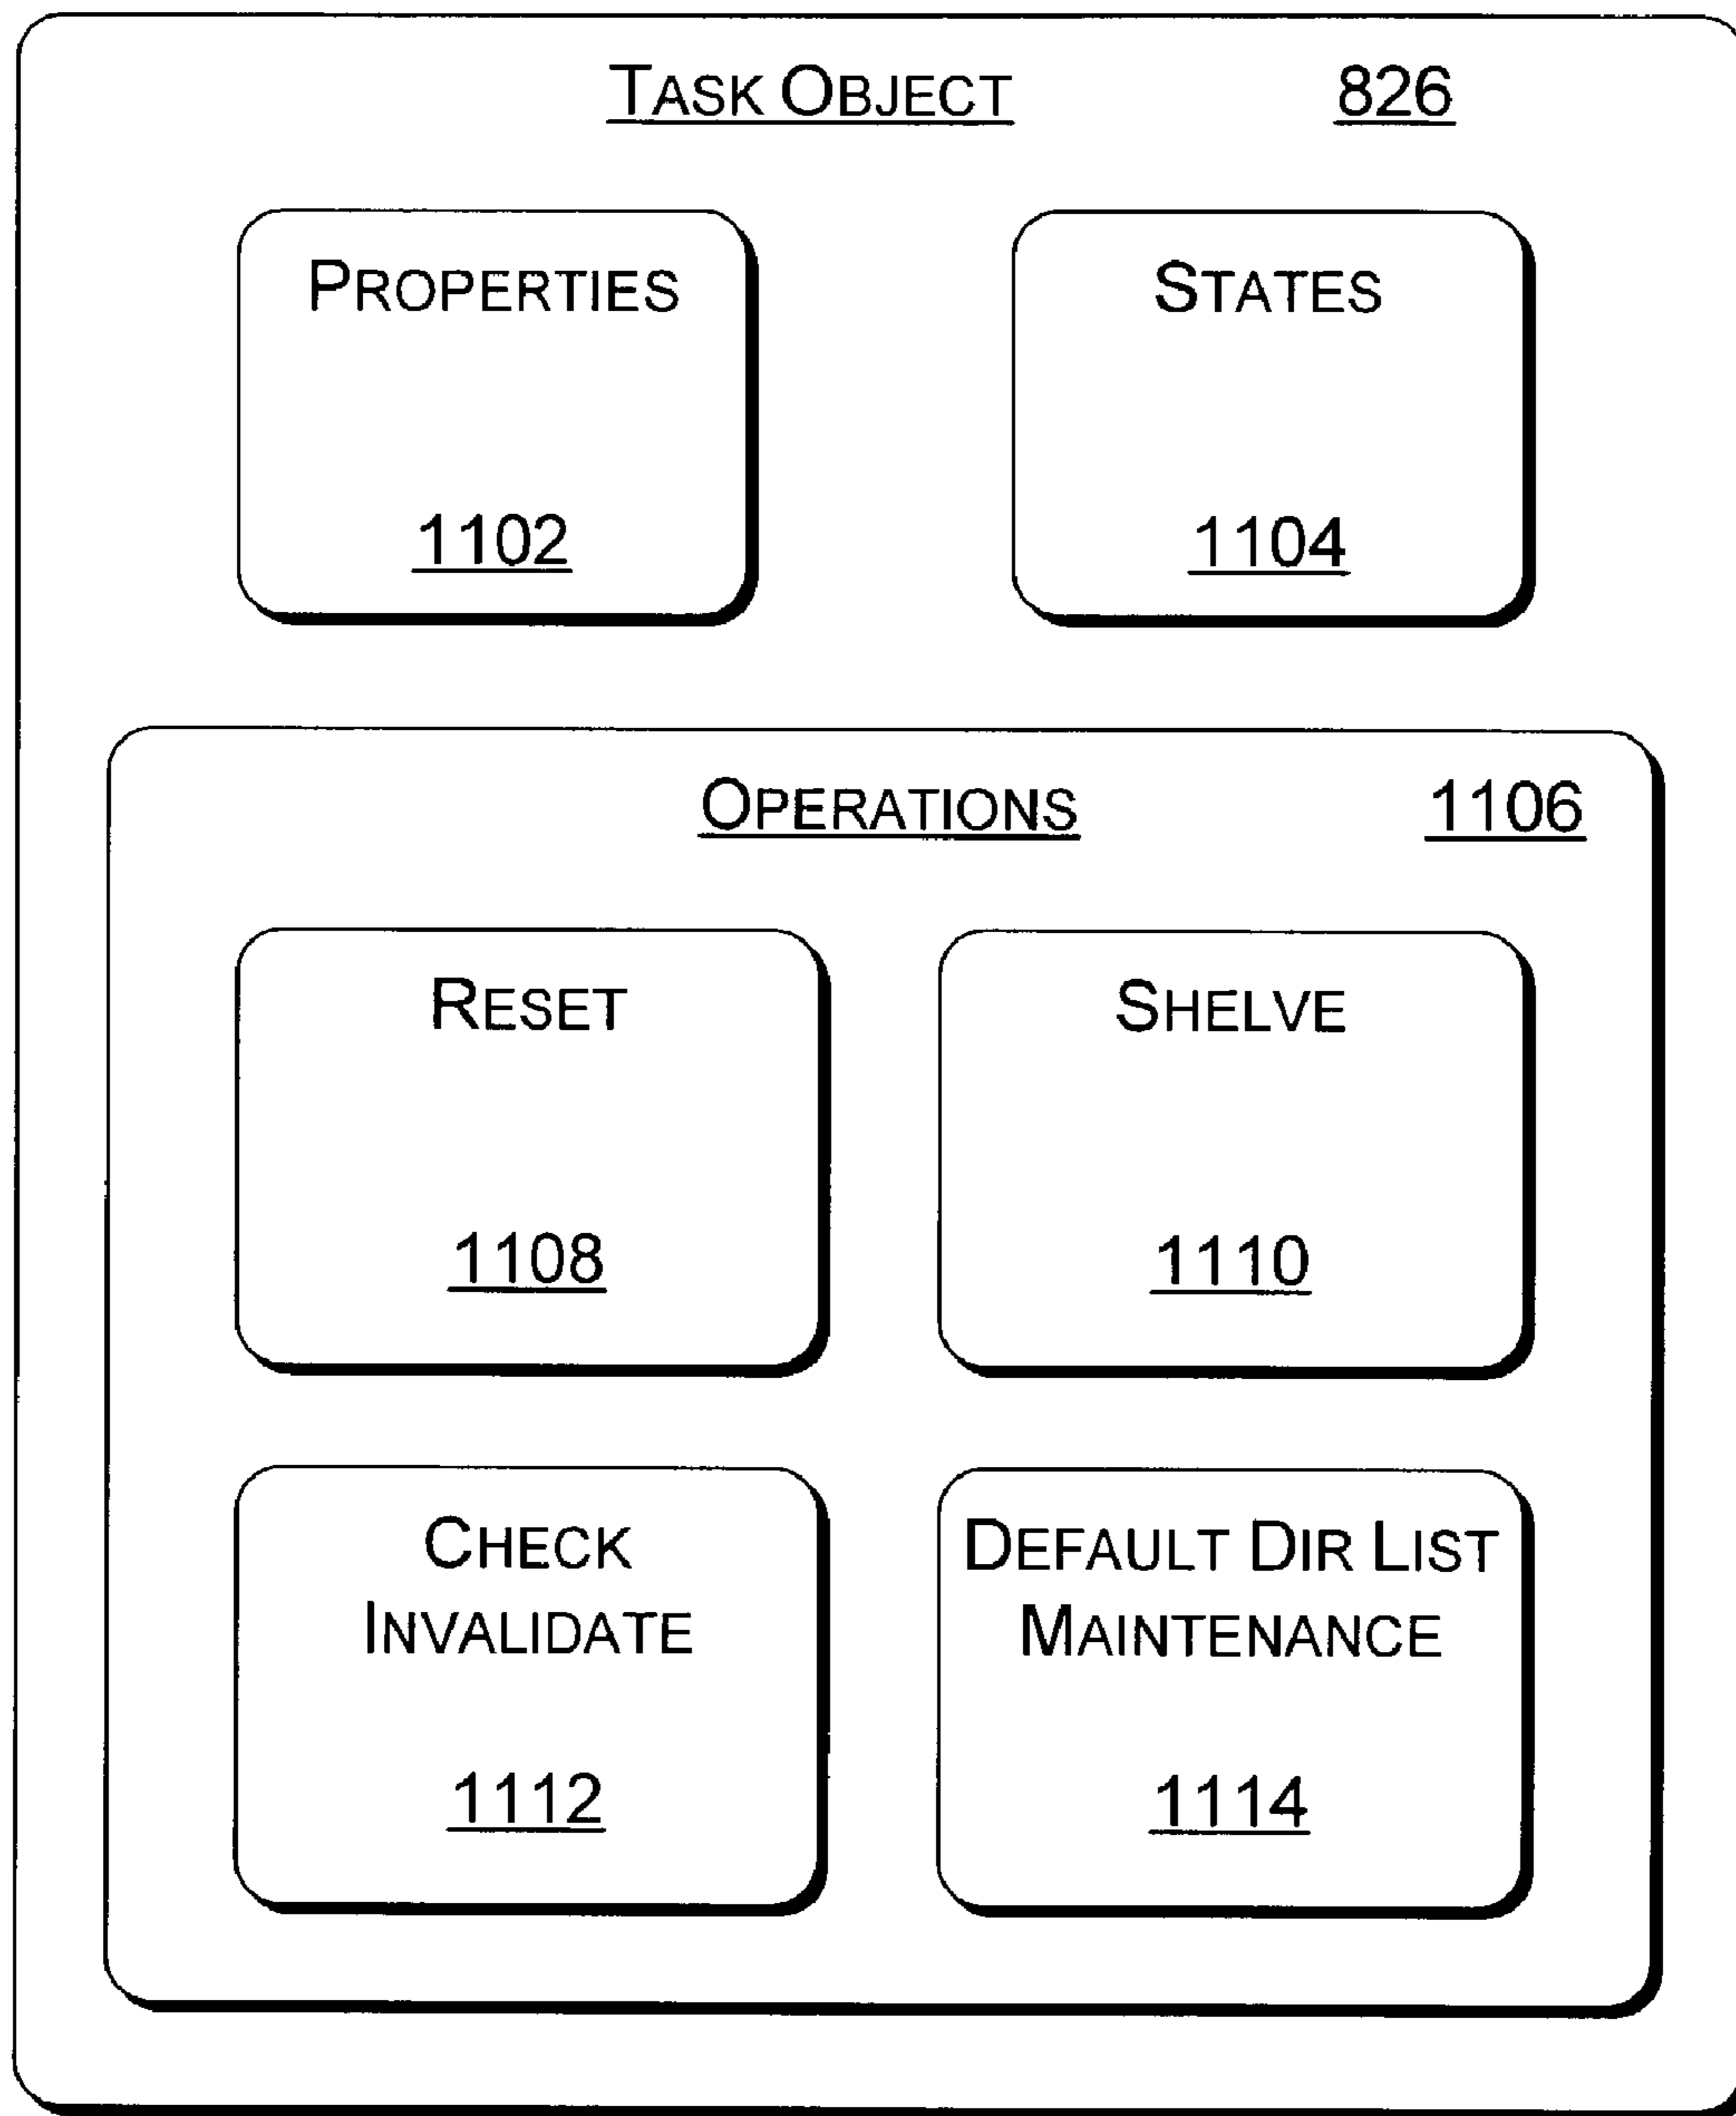 TASK OBJECT 826
PROPERTIES
1102
STATES
1104
OPERATIONS 1106
RESET
1108
SHELVE
1110
CHECK
INVALIDATE
1112
DEFAULT DIR LIST
MAINTENANCE
1114